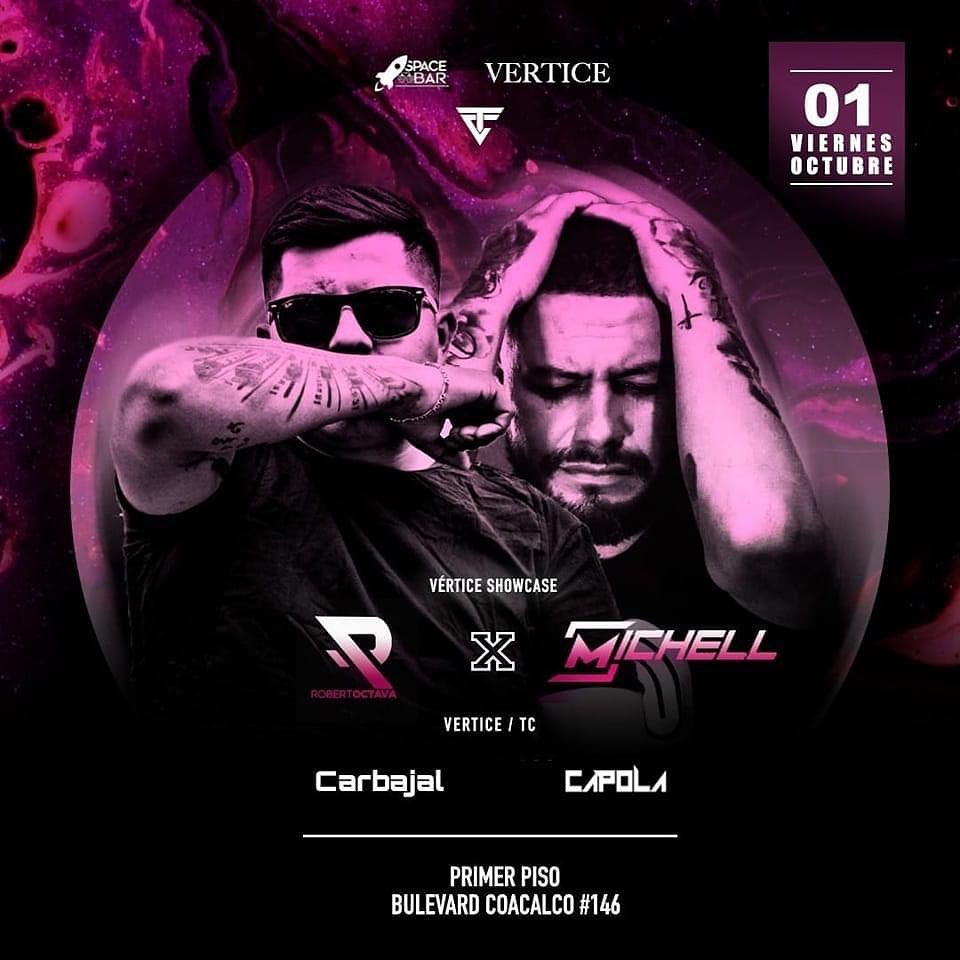 SPACE
BAR
VERTICE
01
VIERNES
OCTUBRE
VÉRTICE SHOWCASE
ROBERTOCTAVA
X
MICHELL
VERTICE / TC
Carbajal
CAPOLA
PRIMER PISO
BULEVARD COACALCO #146